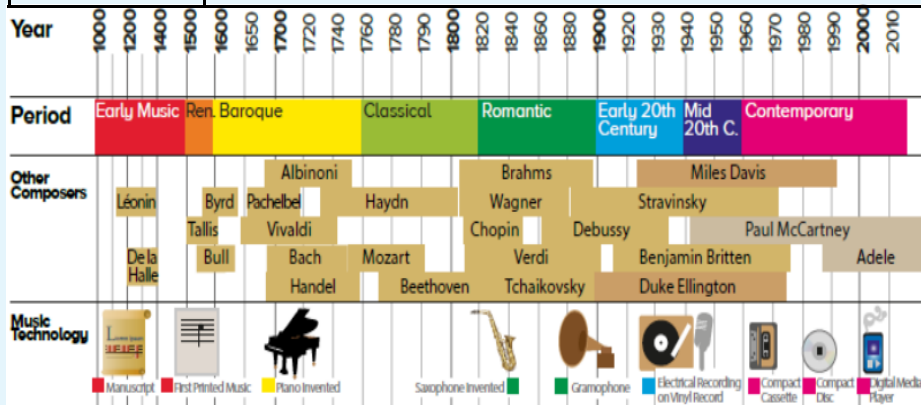 Year
1000 1200 1400 1600 1650 1700 1720 1740 1760 1780 1790 1800 1820 1840 1860 1880 1900 1920 1930 1940 1950 1960 1970 1980 1990 2000 2010
Period
Early Music Ren. Baroque Classical Romantic Early 20th Century Mid 20th C. Contemporary
Other
Composers
Albinoni Brahms Miles Davis
Léonin Byrd Pachelbel Haydn Wagner Stravinsky
Tallis Vivaldi Chopin Debussy Paul McCartney
De la Halle Bull Bach Mozart Verdi Benjamin Britten Adele
Handel Beethoven Tchaikovsky Duke Ellington
Music
Technology
Manuscript First Printed Music Piano Invented Saxophone Invented Gramophone Electrical Recording on Vinyl Record Compact Cassette Compact Disc Digital Media Player